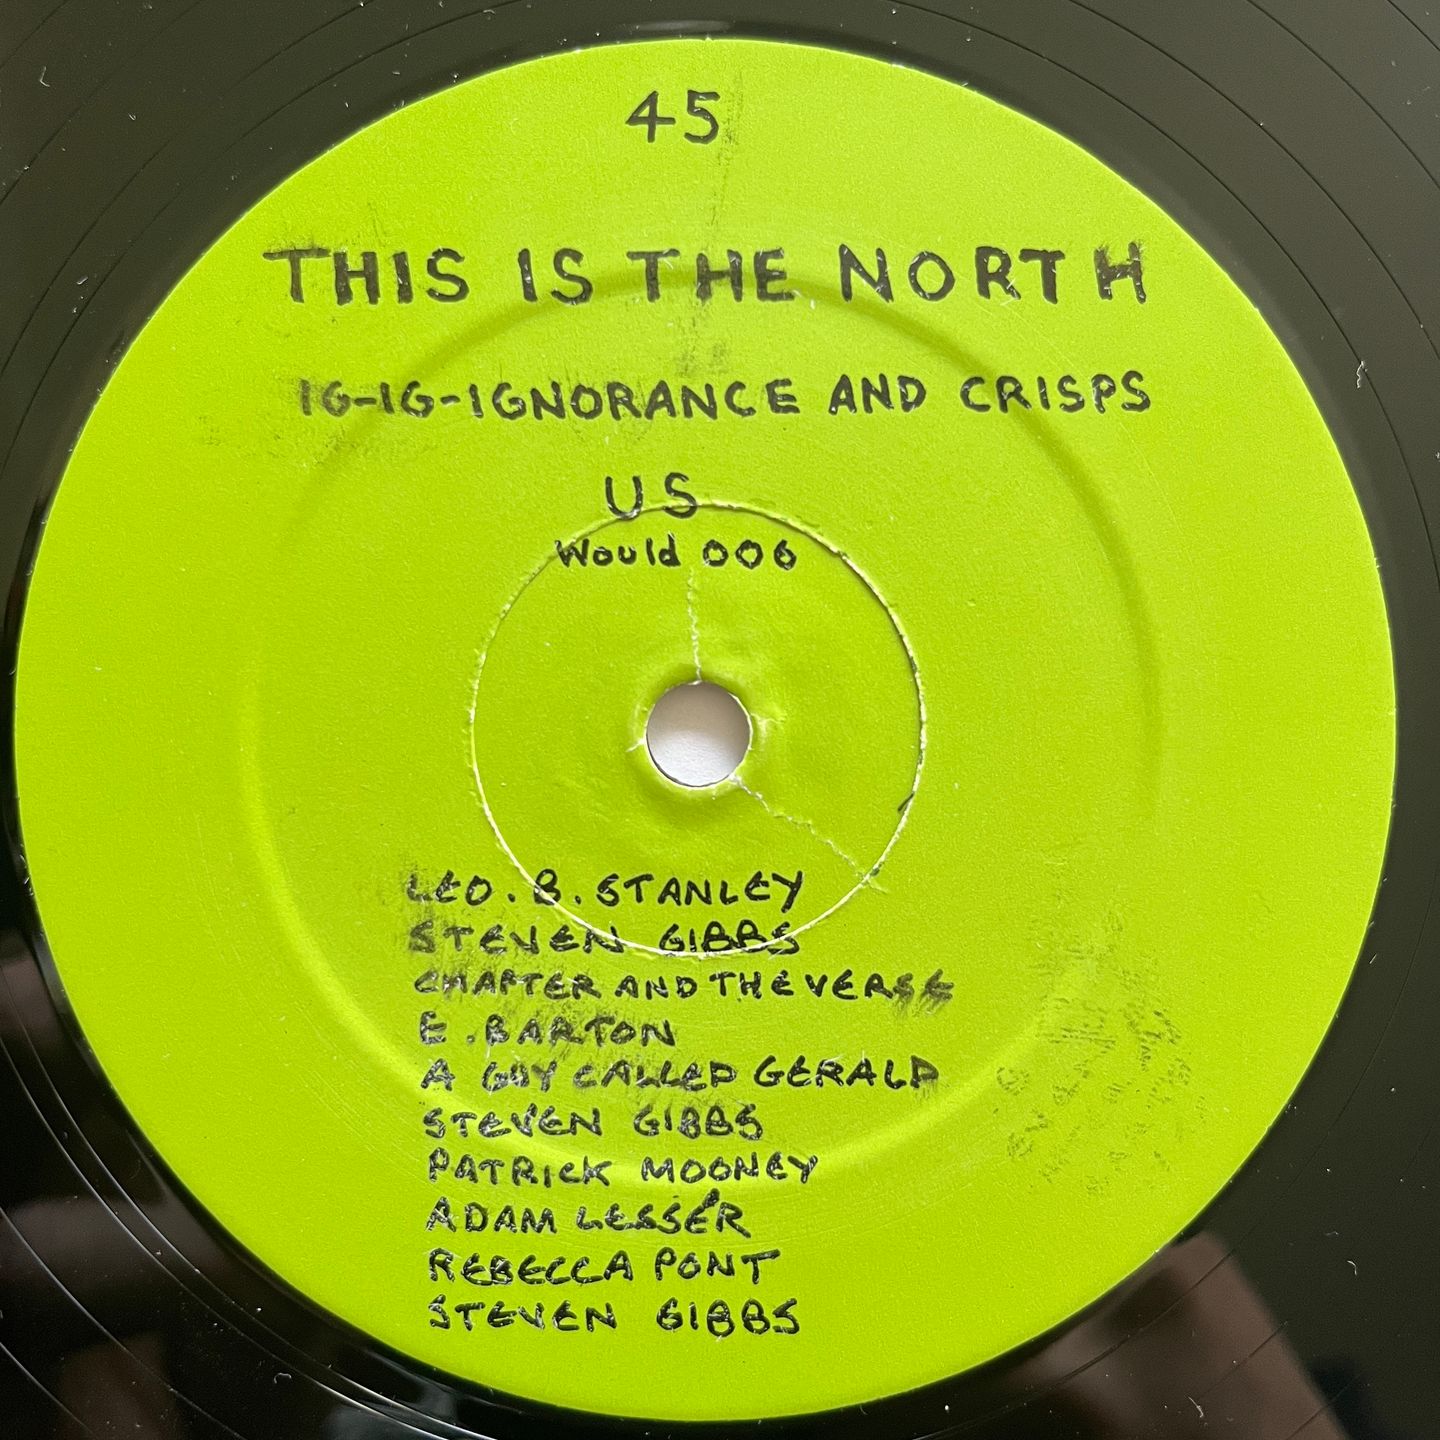 45
THIS IS THE NORTH
IG-IG-IGNORANCE AND CRISPS
US
Would 006
LEO. B. STANLEY
STEVEN GIBBS
CHAPTER AND THE VERSE
E. BARTON
A GUY CALLED GERALD
STEVEN GIBBS
PATRICK MOONEY
ADAM LESSER
REBECCA PONT
STEVEN GIBBS